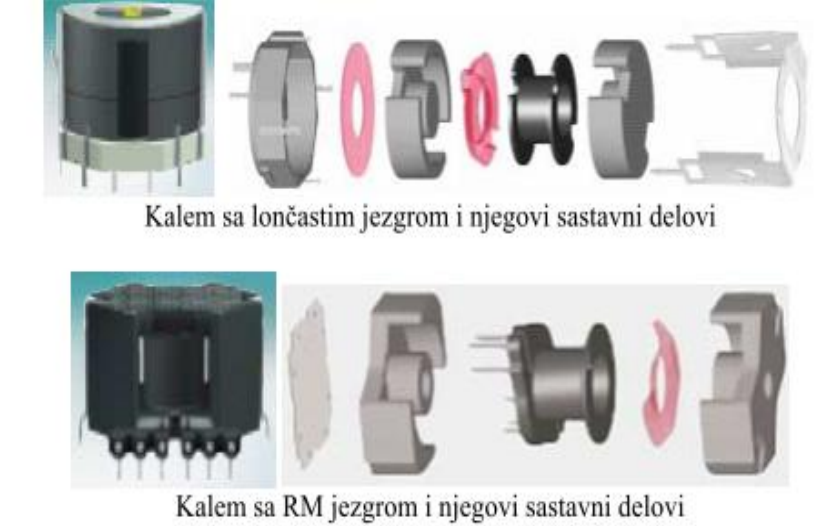 Kalem sa lončastim jezgrom i njegovi sastavni delovi
Kalem sa RM jezgrom i njegovi sastavni delovi